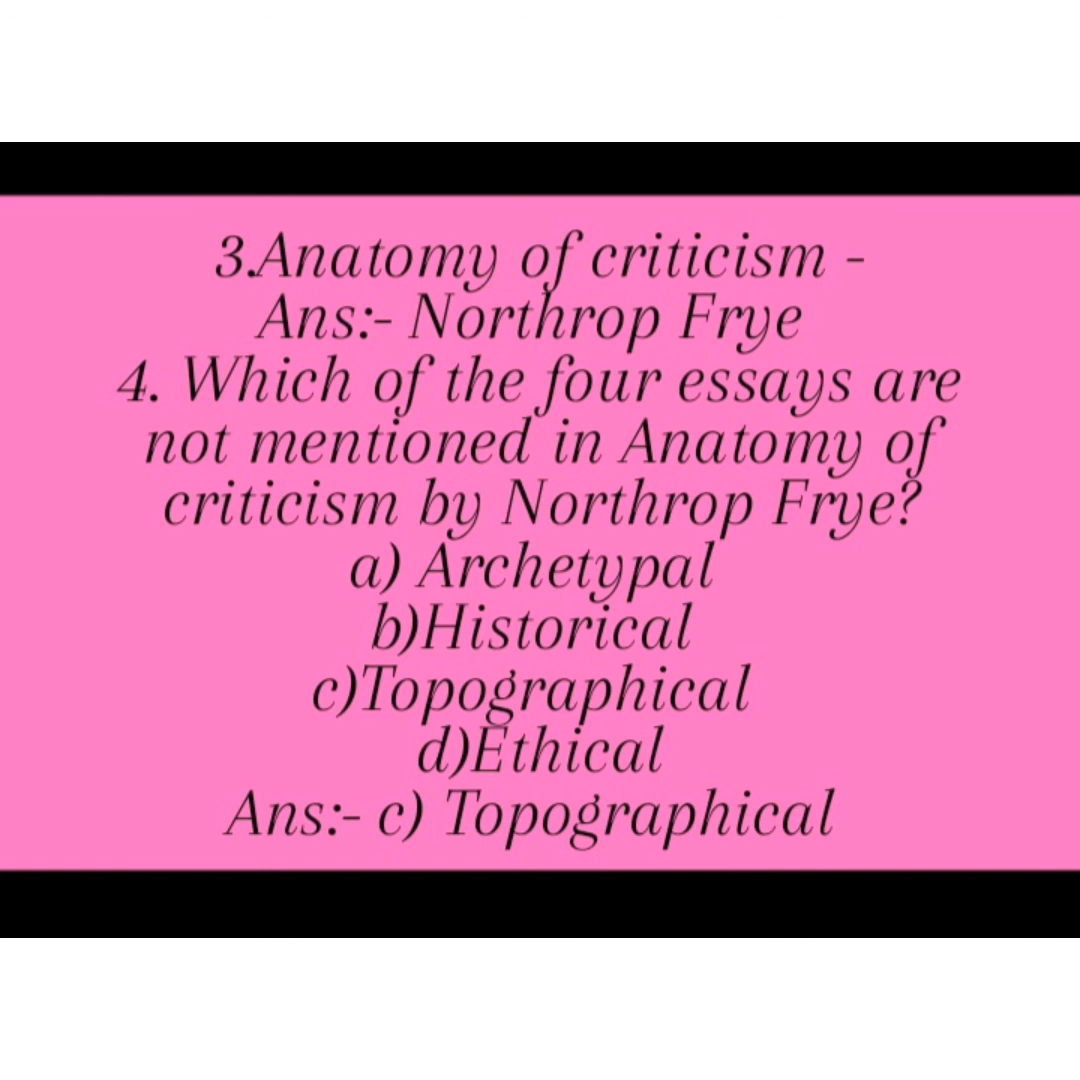 3.Anatomy of criticism -
Ans:- Northrop Frye
4. Which of the four essays are
not mentioned in Anatomy of
criticism by Northrop Frye?
a) Archetypal
b)Historical
c)Topographical
d)Ethical
Ans:- c) Topographical